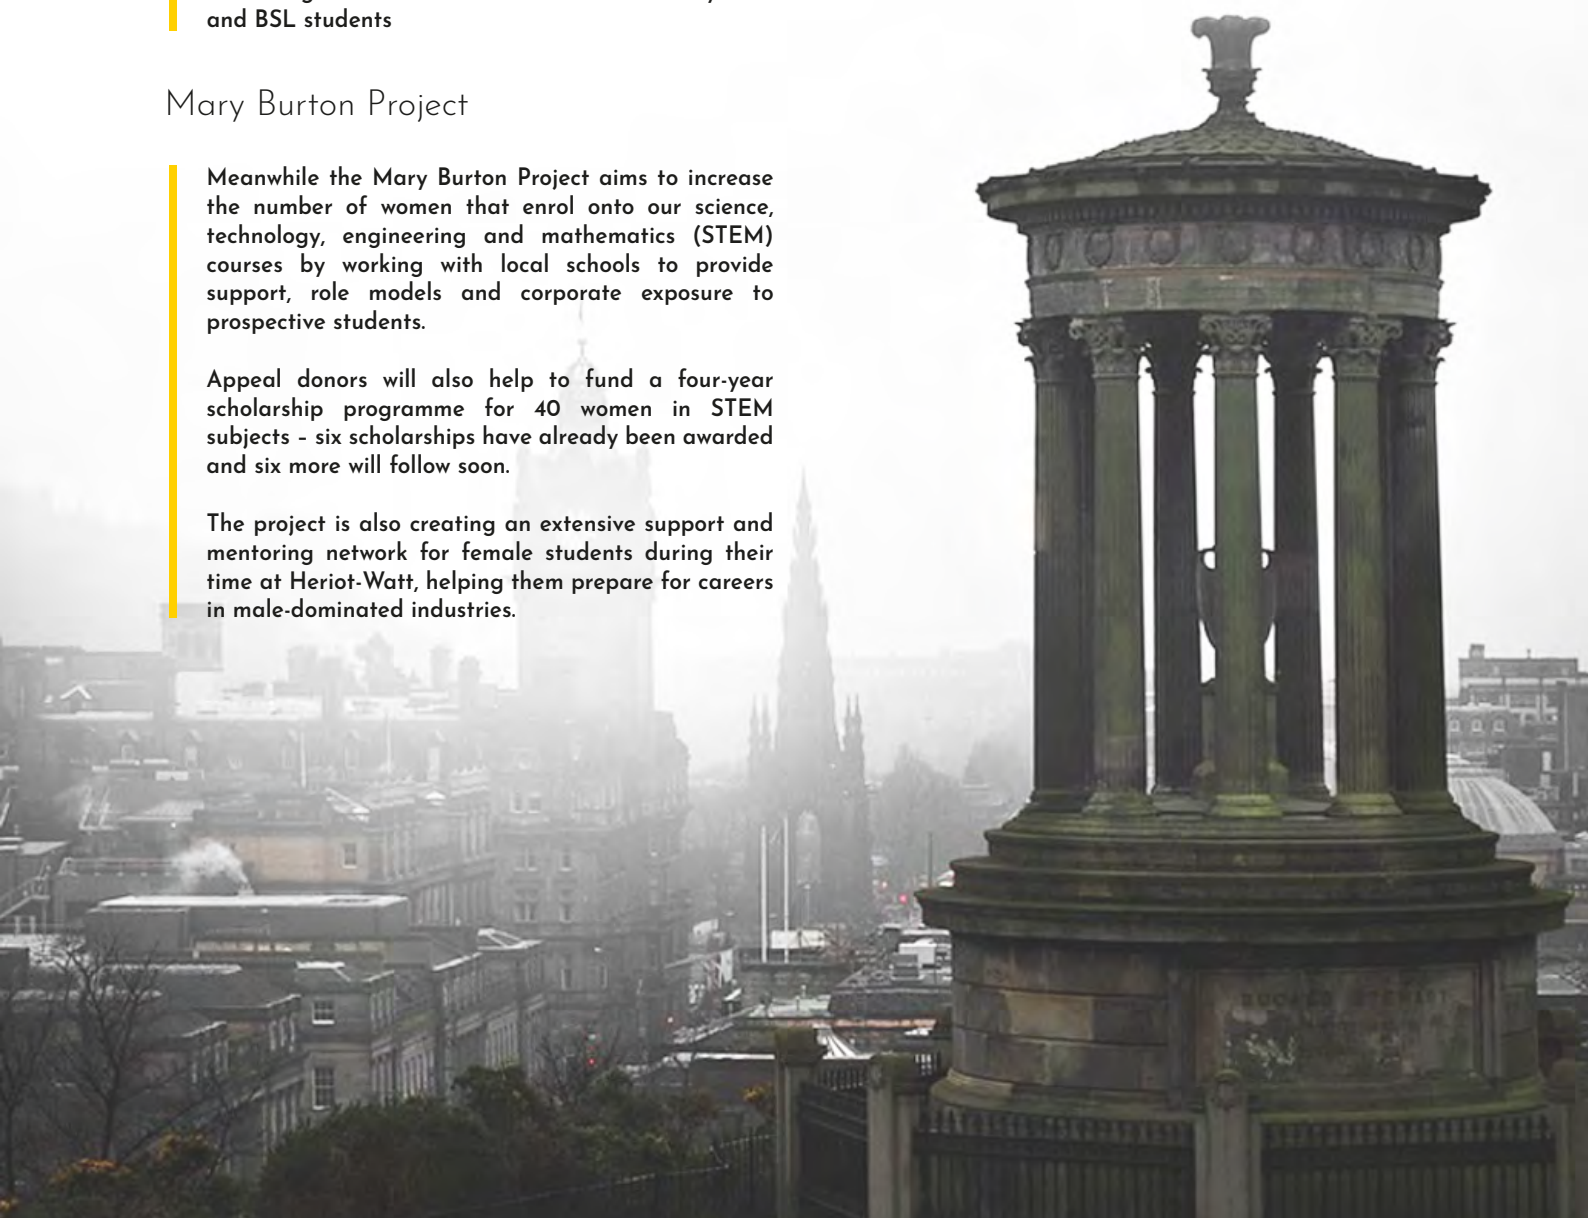 and BSL students
Mary Burton Project
Meanwhile the Mary Burton Project aims to increase
the number of women that enrol onto our science,
technology, engineering and mathematics (STEM)
courses by working with local schools to provide
support, role models and corporate exposure to
prospective students.
Appeal donors will also help to fund a four-year
scholarship programme for 40 women in STEM
subjects – six scholarships have already been awarded
and six more will follow soon.
The project is also creating an extensive support and
mentoring network for female students during their
time at Heriot-Watt, helping them prepare for careers
in male-dominated industries.
STEWART